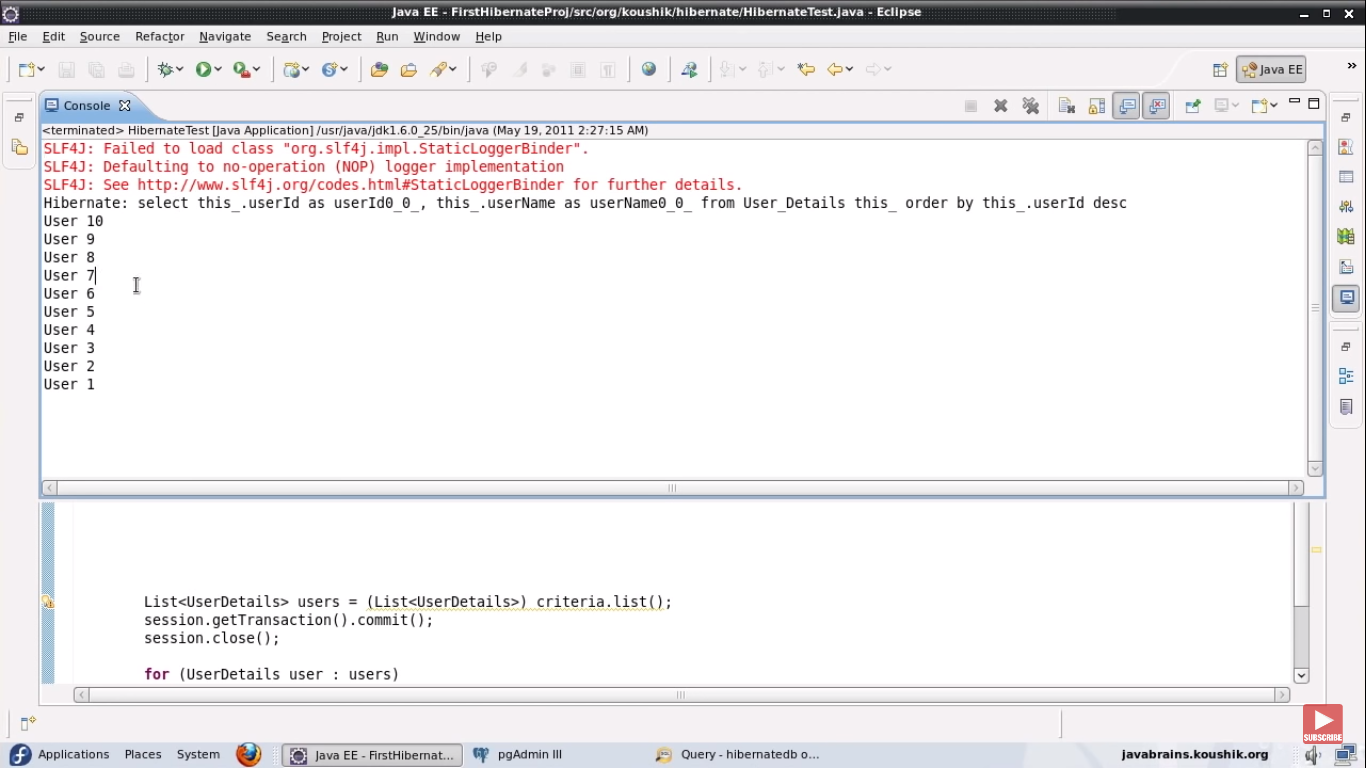 Java EE - FirstHibernateProj/src/org/koushik/hibernate/HibernateTest.java - Eclipse
File Edit Source Refactor Navigate Search Project Run Window Help
Java EE
Console
<terminated> HibernateTest [Java Application] /usr/java/jdk1.6.0_25/bin/java (May 19, 2011 2:27:15 AM)
SLF4J: Failed to load class "org.slf4j.impl.StaticLoggerBinder".
SLF4J: Defaulting to no-operation (NOP) logger implementation
SLF4J: See http://www.slf4j.org/codes.html#StaticLoggerBinder for further details.
Hibernate: select this_.userId as userId0_0_, this_.userName as userName0_0_ from User_Details this_ order by this_.userId desc
User 10
User 9
User 8
User 7
User 6
User 5
User 4
User 3
User 2
User 1
List<UserDetails> users = (List<UserDetails>) criteria.list();
session.getTransaction().commit();
session.close();
for (UserDetails user : users)
SUBSCRIBE
Applications Places System Java EE - FirstHibernat... pgAdmin III Query - hibernatedb o... javabrains.koushik.org